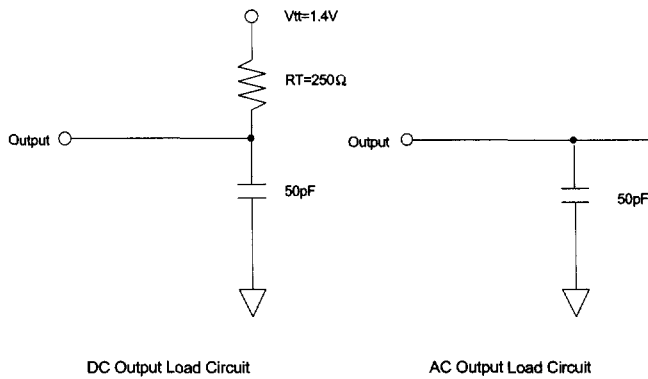 Vtt=1.4V
RT=250Ω
Output
50pF
Output
50pF
DC Output Load Circuit
AC Output Load Circuit